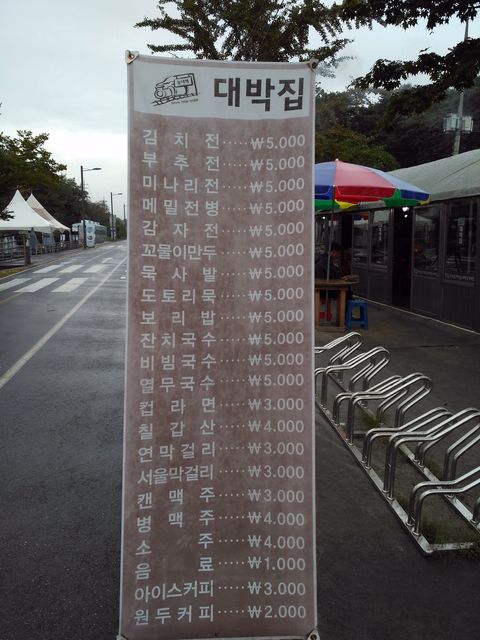 대박집
김치전·····₩5.000
부추전·····₩5.000
미나리전·····₩5.000
메밀전병·····₩5.000
감자전·····₩5.000
꼬물이만두·····₩5.000
묵사발·····₩5.000
도토리묵·····₩5.000
보리밥·····₩5.000
잔치국수·····₩5.000
비빔국수·····₩5.000
열무국수·····₩5.000
컵라면·····₩3.000
칠갑산·····₩4.000
연막걸리·····₩3.000
서울막걸리·····₩3.000
캔맥주·····₩3.000
병맥주·····₩4.000
소주·····₩4.000
음료·····₩1.000
아이스커피·····₩3.000
원두커피·····₩2.000